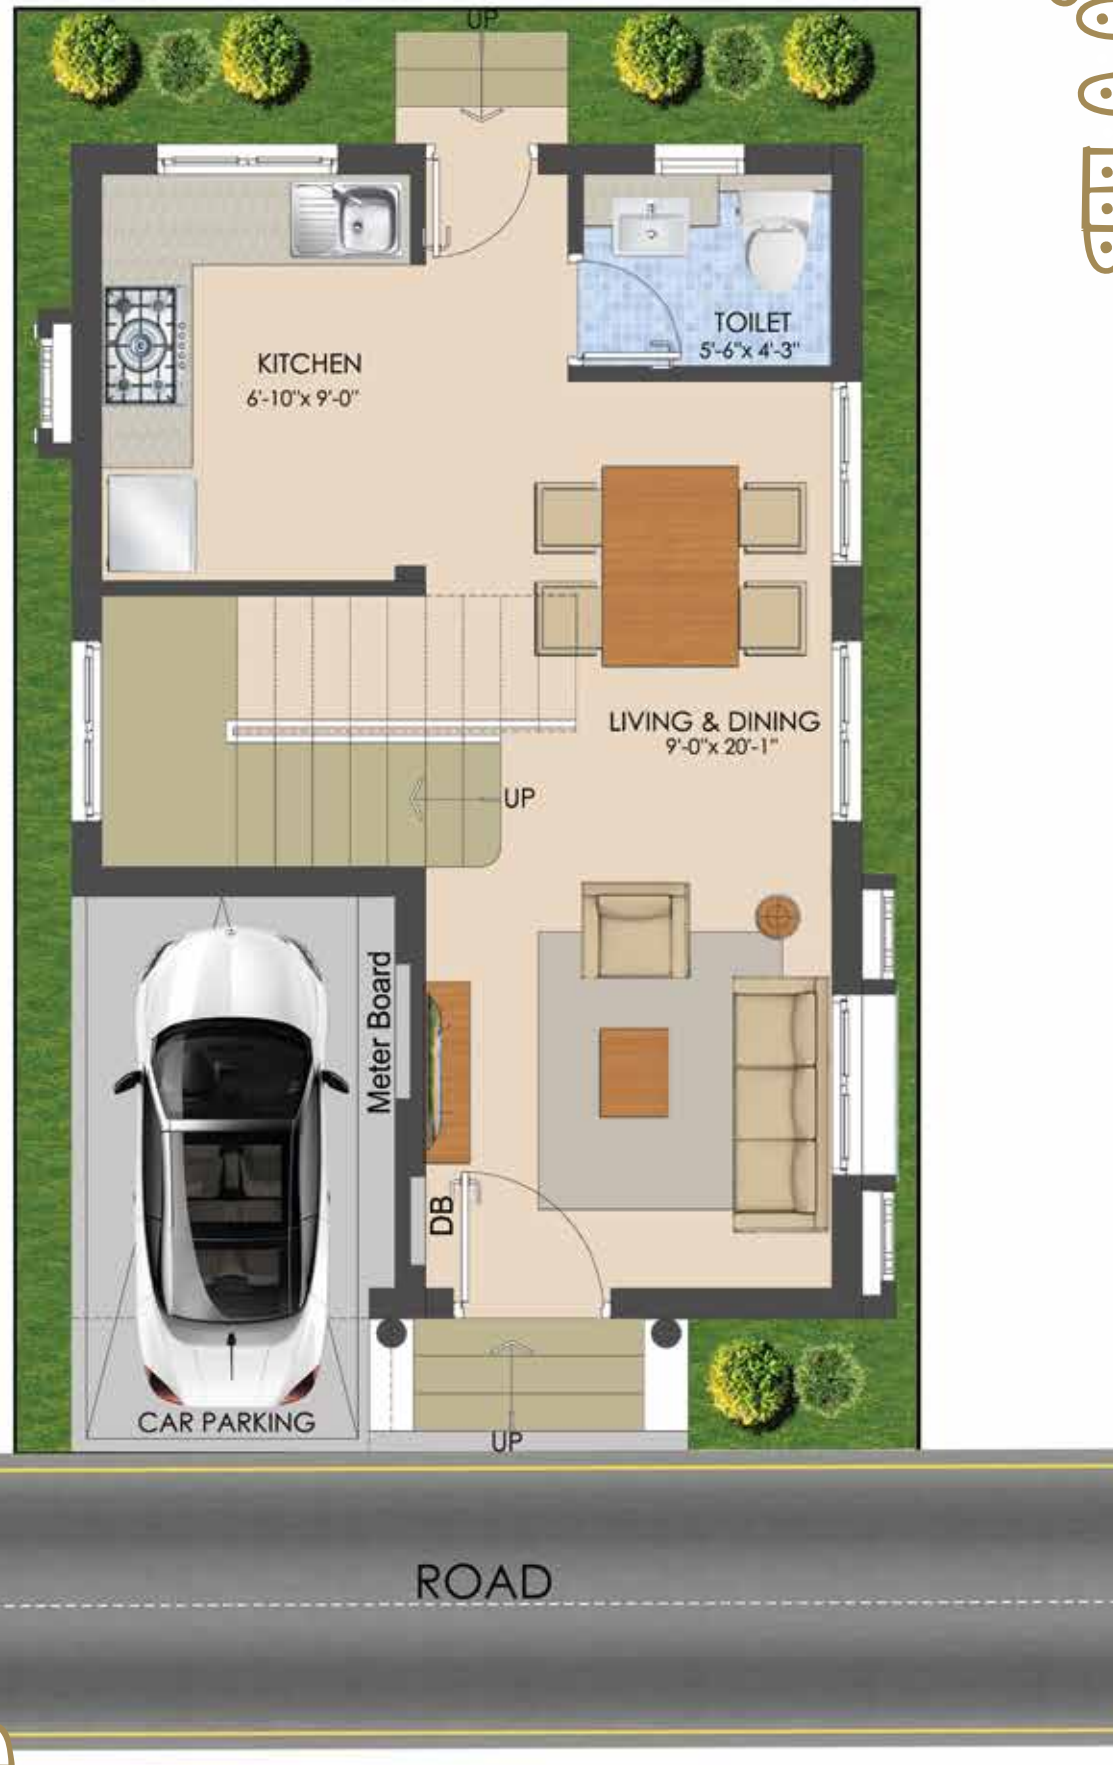 UP
TOILET
5'-6"x 4'-3"
KITCHEN
6'-10"x 9'-0"
LIVING & DINING
9'-0"x 20'-1"
UP
Meter Board
DB
CAR PARKING
UP
ROAD